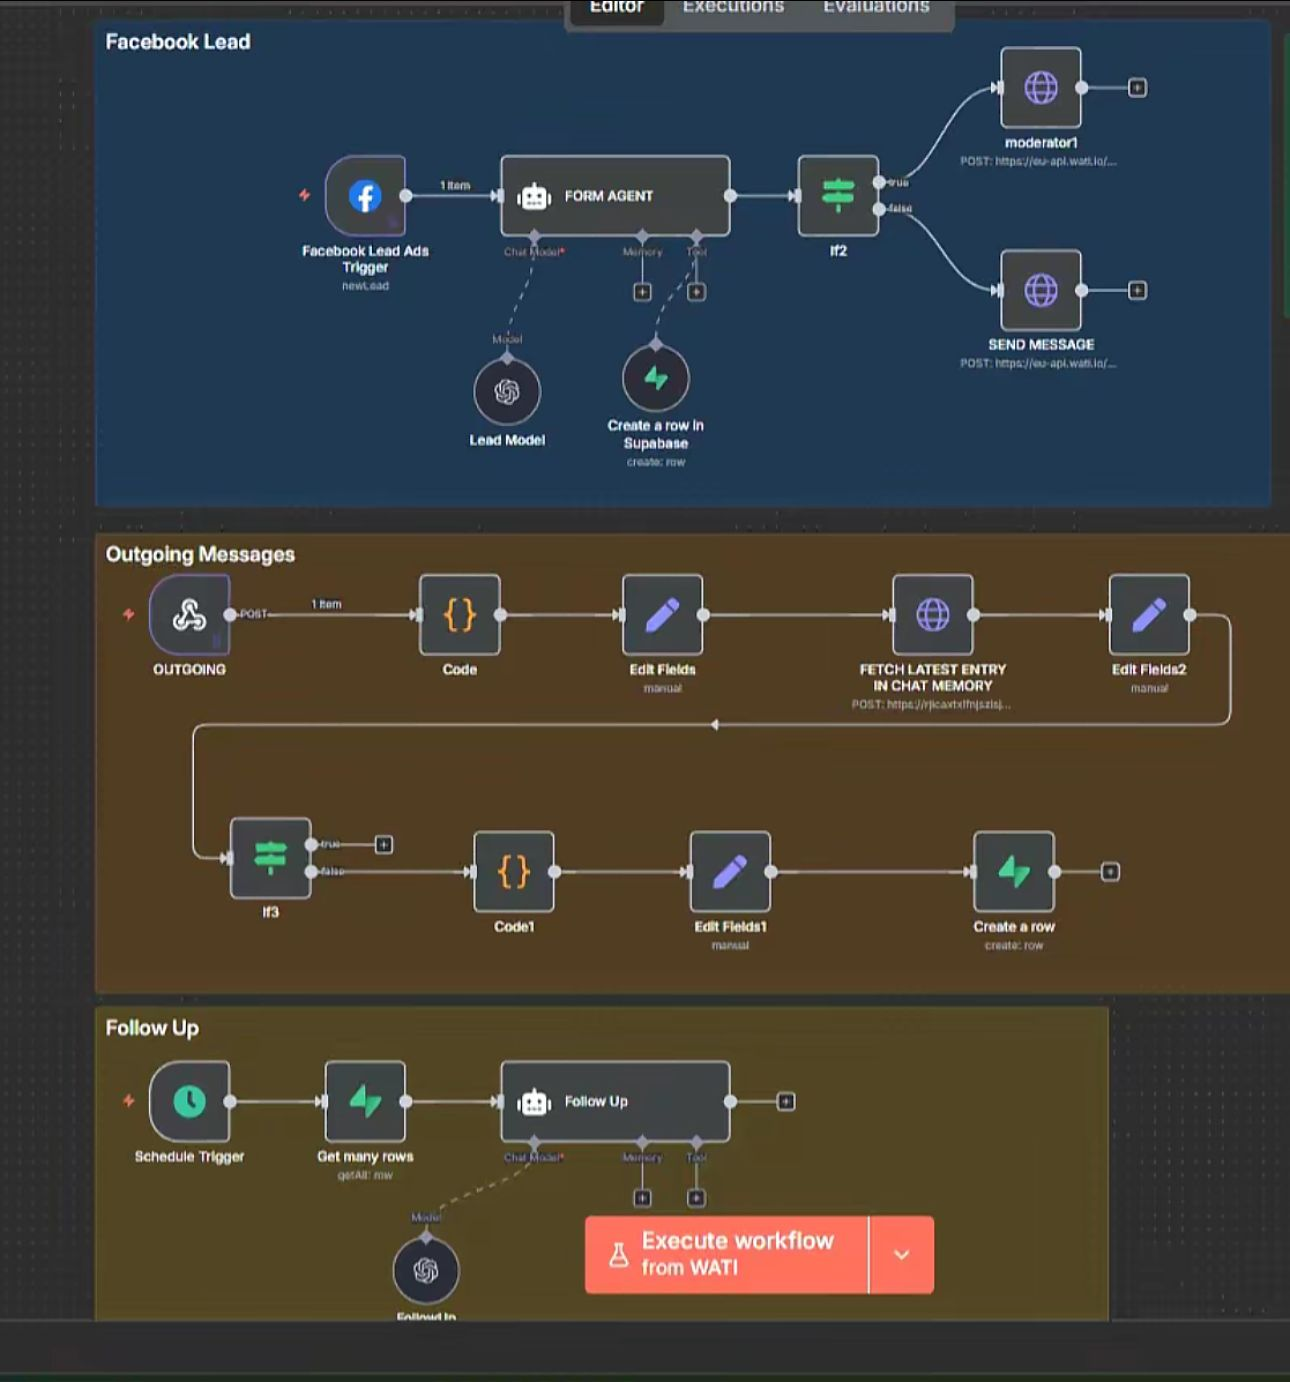 Editor Executions Evaluations
Facebook Lead
moderator1
POST: https://eu-api.wati.io/...
1 item
FORM AGENT
true
false
Facebook Lead Ads
Trigger
newLead
Chat Model*
Memory
Tool
If2
Model
SEND MESSAGE
POST: https://eu-api.wati.io/...
Lead Model
Create a row in
Supabase
create: row
Outgoing Messages
POST
1 item
OUTGOING
Code
Edit Fields
manual
FETCH LATEST ENTRY
IN CHAT MEMORY
Edit Fields2
manual
true
false
If3
Code1
Edit Fields1
manual
Create a row
create: row
Follow Up
Follow Up
Schedule Trigger
Get many rows
getAll: row
Chat Model*
Memory
Tool
Model
Execute workflow
from WATI